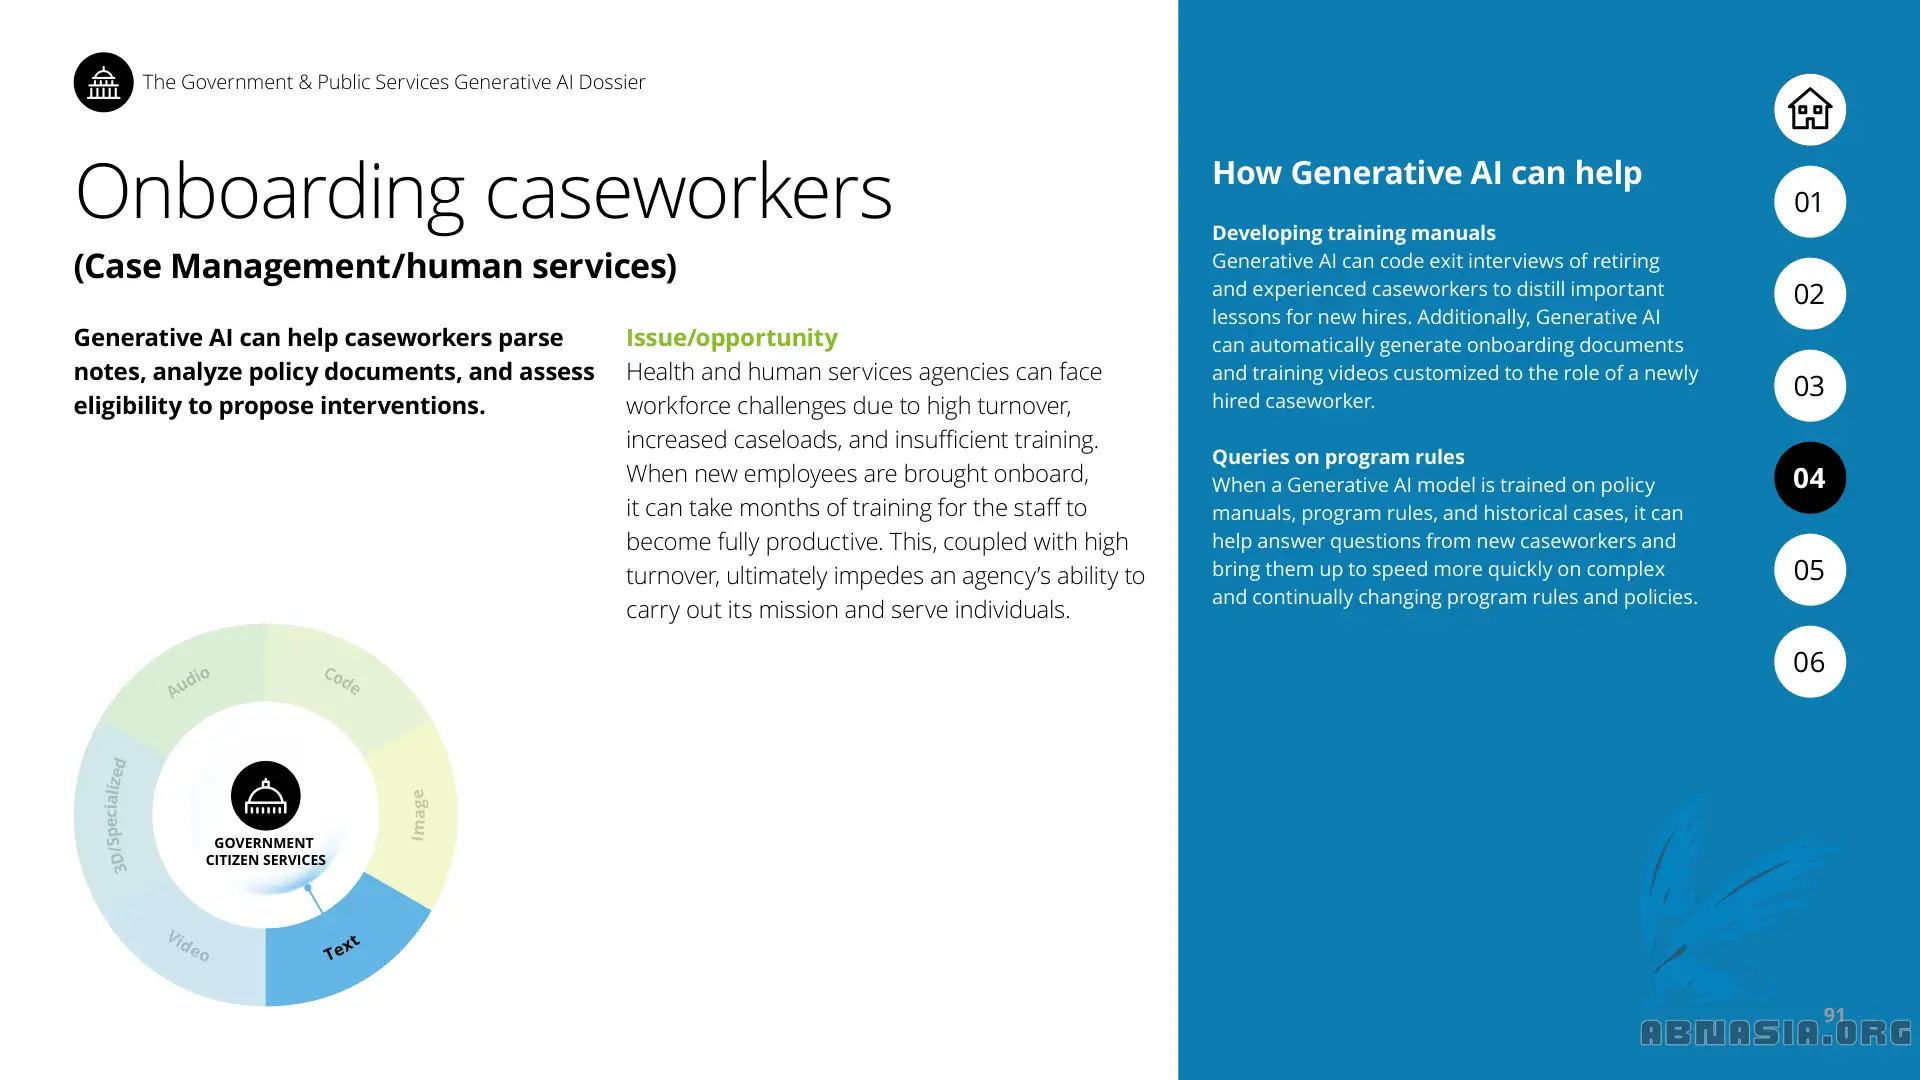 The Government & Public Services Generative AI Dossier
Onboarding caseworkers
(Case Management/human services)
Generative AI can help caseworkers parse
notes, analyze policy documents, and assess
eligibility to propose interventions.
Issue/opportunity
Health and human services agencies can face
workforce challenges due to high turnover,
increased caseloads, and insufficient training.
When new employees are brought onboard,
it can take months of training for the staff to
become fully productive. This, coupled with high
turnover, ultimately impedes an agency’s ability to
carry out its mission and serve individuals.
Audio
Code
Image
Text
Video
3D/Specialized
GOVERNMENT
CITIZEN SERVICES
How Generative AI can help
Developing training manuals
Generative AI can code exit interviews of retiring
and experienced caseworkers to distill important
lessons for new hires. Additionally, Generative AI
can automatically generate onboarding documents
and training videos customized to the role of a newly
hired caseworker.
Queries on program rules
When a Generative AI model is trained on policy
manuals, program rules, and historical cases, it can
help answer questions from new caseworkers and
bring them up to speed more quickly on complex
and continually changing program rules and policies.
01
02
03
04
05
06
91
ABNASIA.ORG